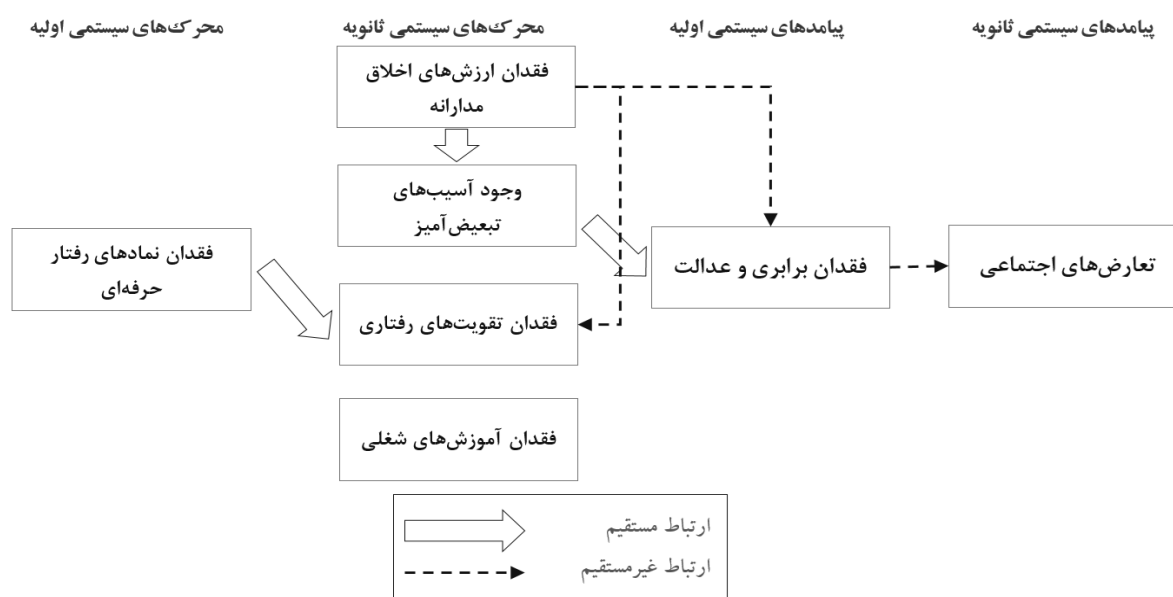 محرک‌های سیستمی اولیه
محرک‌های سیستمی ثانویه
پیامدهای سیستمی اولیه
پیامدهای سیستمی ثانویه
فقدان ارزش‌های اخلاق
مدارانه
وجود آسیب‌های
تبعیض‌آمیز
فقدان نمادهای رفتار
حرفه‌ای
فقدان برابری و عدالت
تعارض‌های اجتماعی
فقدان تقویت‌های رفتاری
فقدان آموزش‌های شغلی
ارتباط مستقیم
ارتباط غیرمستقیم